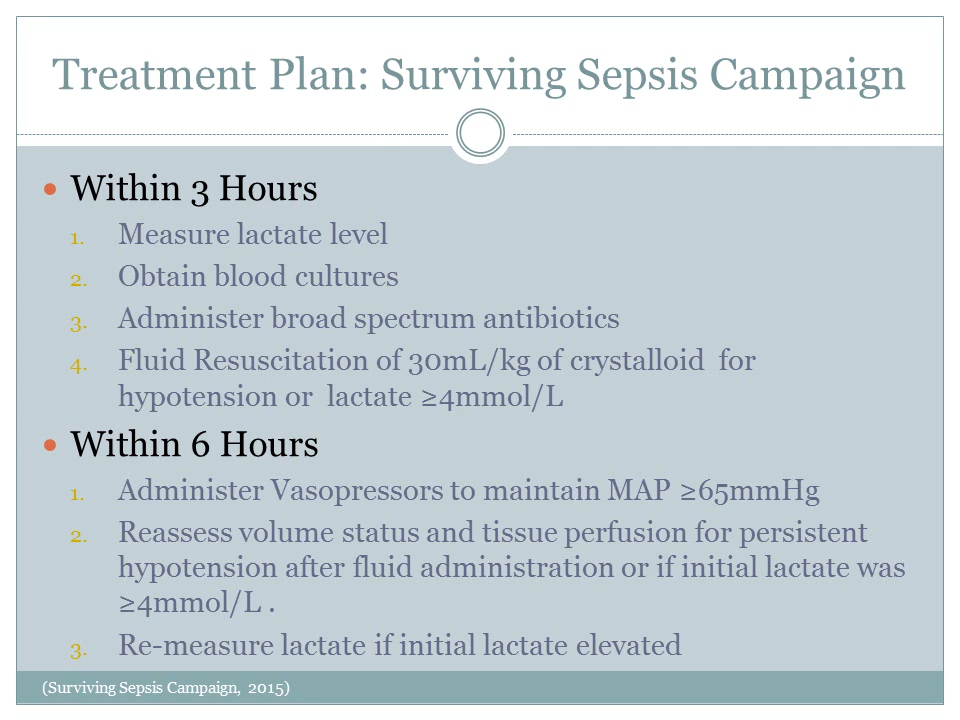 Treatment Plan: Surviving Sepsis Campaign
• Within 3 Hours
1. Measure lactate level
2. Obtain blood cultures
3. Administer broad spectrum antibiotics
4. Fluid Resuscitation of 30mL/kg of crystalloid for
hypotension or lactate ≥4mmol/L
• Within 6 Hours
1. Administer Vasopressors to maintain MAP ≥65mmHg
2. Reassess volume status and tissue perfusion for persistent
hypotension after fluid administration or if initial lactate was
≥4mmol/L .
3. Re-measure lactate if initial lactate elevated
(Surviving Sepsis Campaign, 2015)